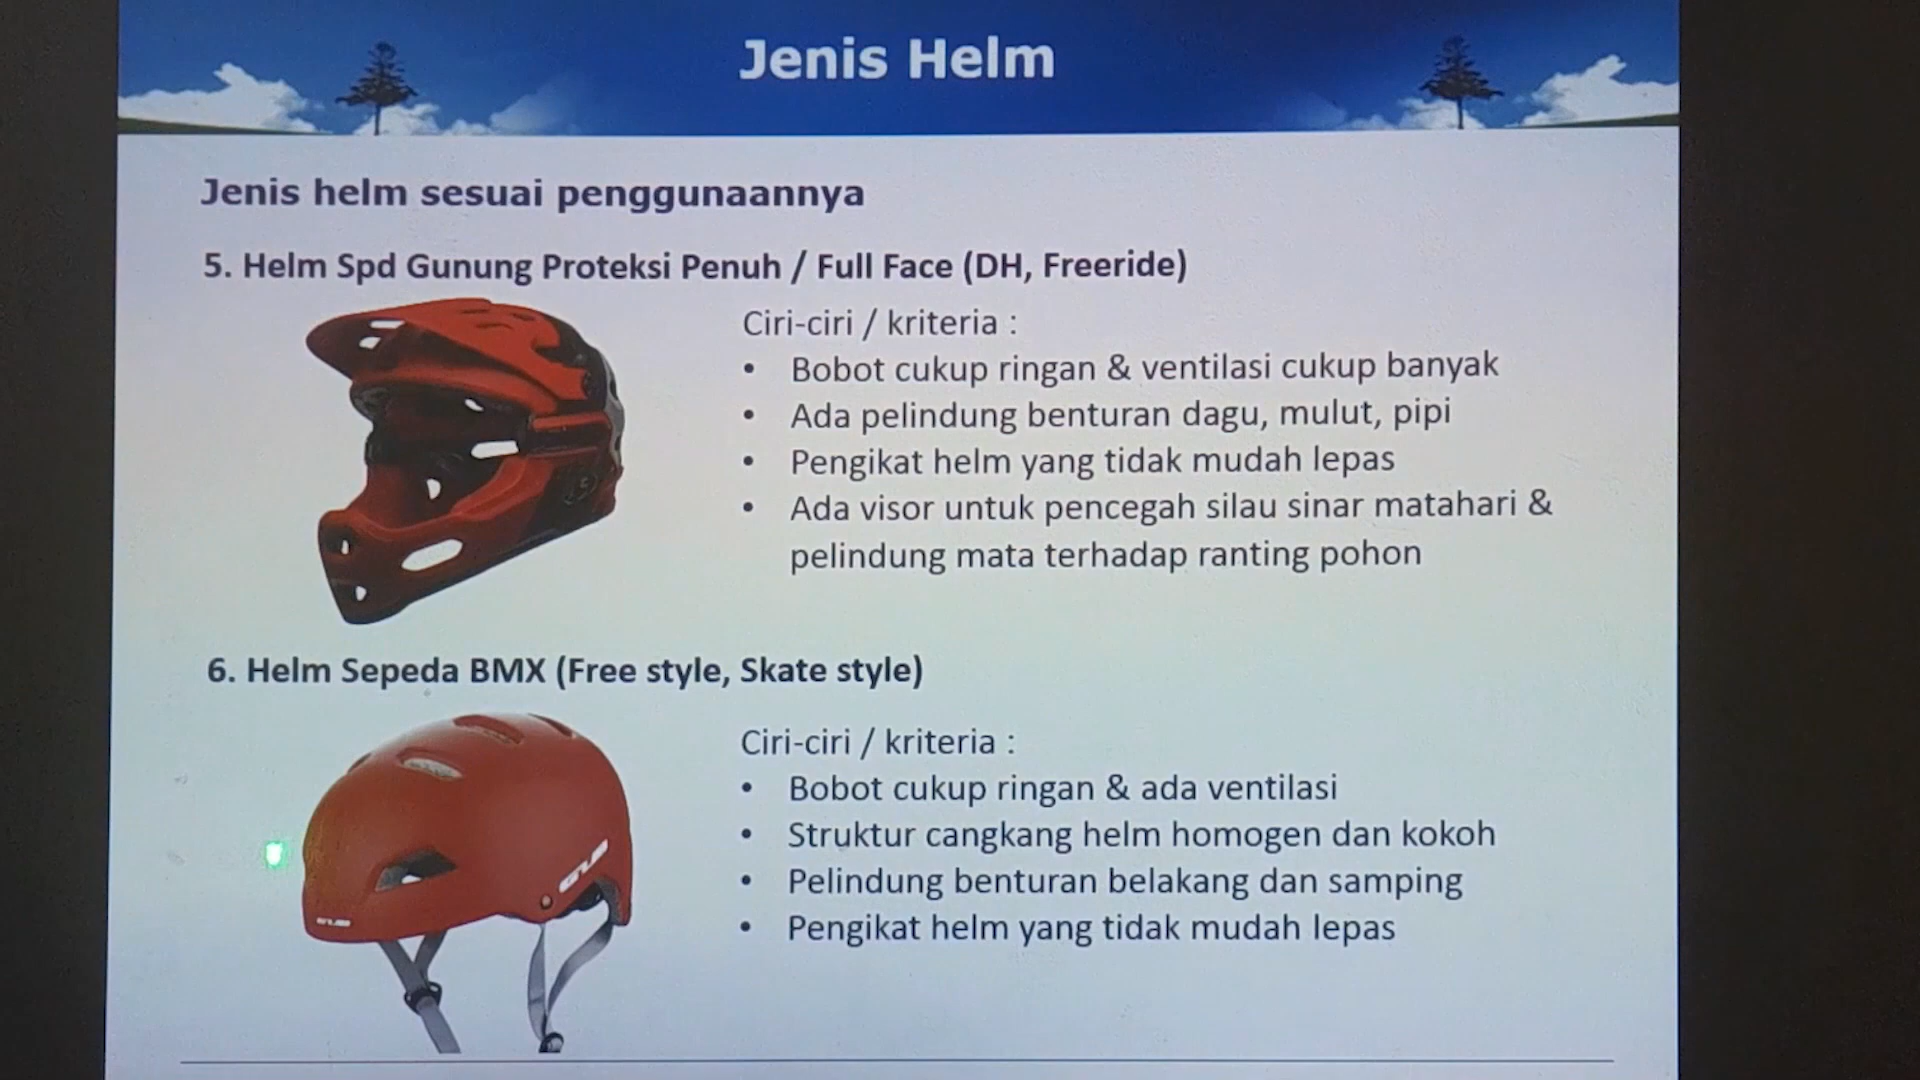 Jenis Helm
Jenis helm sesuai penggunaannya
5. Helm Spd Gunung Proteksi Penuh / Full Face (DH, Freeride)
Ciri-ciri / kriteria :
• Bobot cukup ringan & ventilasi cukup banyak
• Ada pelindung benturan dagu, mulut, pipi
• Pengikat helm yang tidak mudah lepas
• Ada visor untuk pencegah silau sinar matahari &
pelindung mata terhadap ranting pohon
6. Helm Sepeda BMX (Free style, Skate style)
Ciri-ciri / kriteria :
• Bobot cukup ringan & ada ventilasi
• Struktur cangkang helm homogen dan kokoh
• Pelindung benturan belakang dan samping
• Pengikat helm yang tidak mudah lepas
GUB